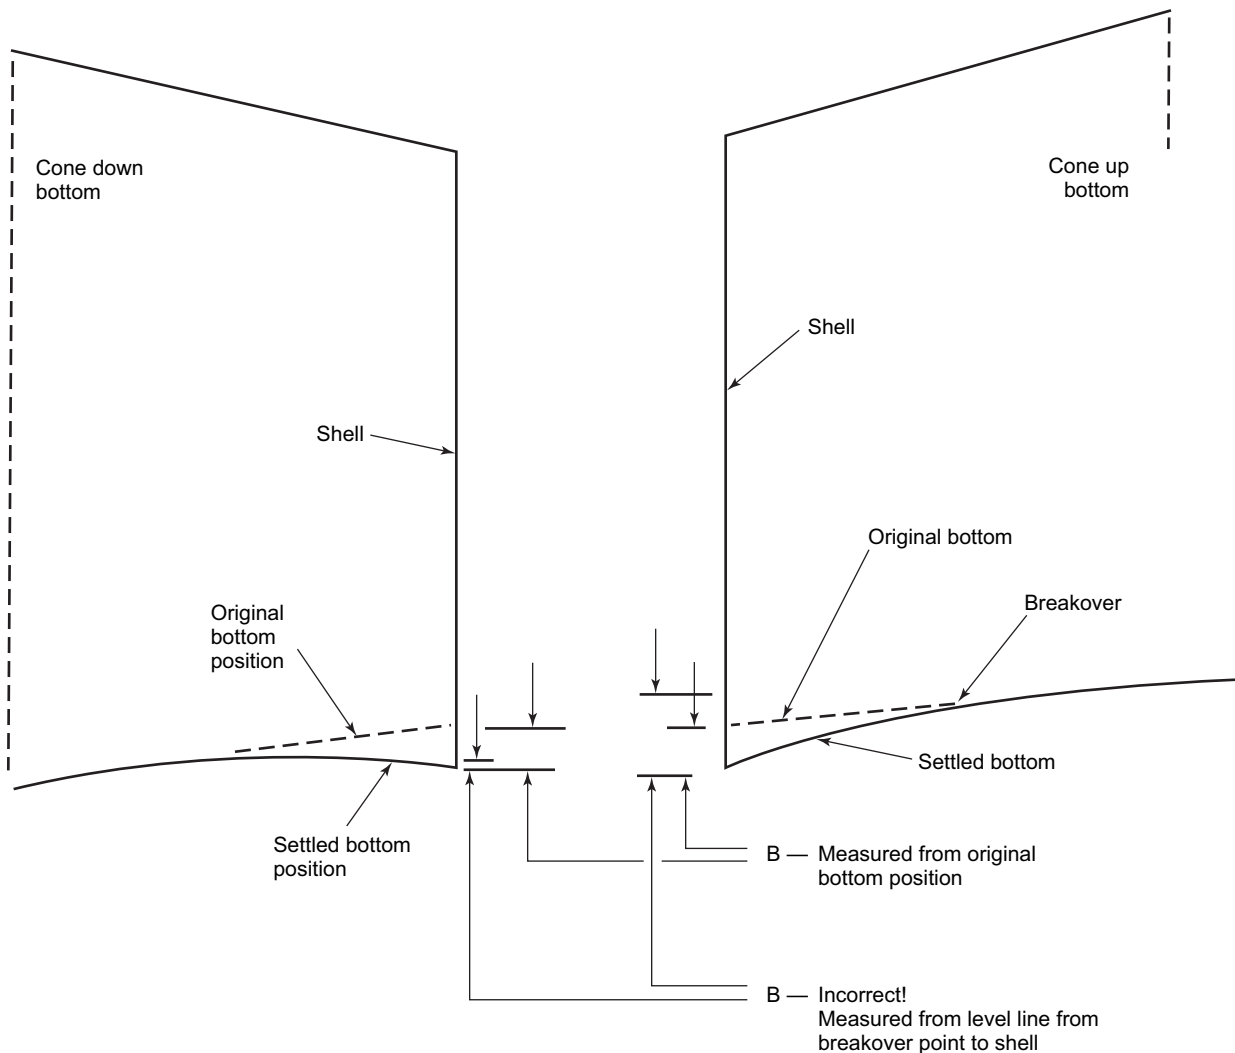 Cone down
bottom
Cone up
bottom
Shell
Shell
Original bottom
Breakover
Original
bottom
position
Settled bottom
Settled bottom
position
B — Measured from original
bottom position
B — Incorrect!
Measured from level line from
breakover point to shell